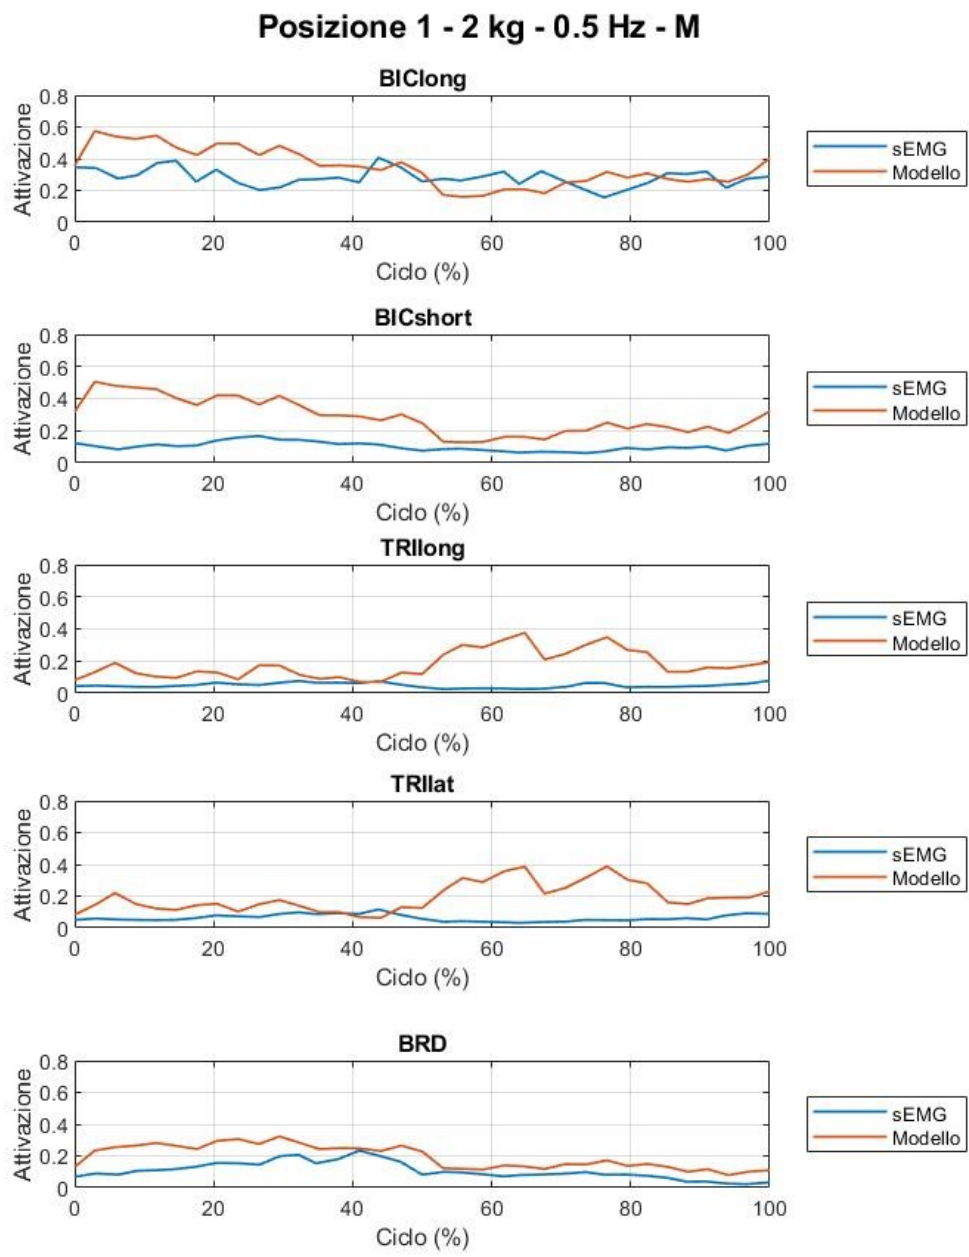 Posizione 1 - 2 kg - 0.5 Hz - M
BIClong
0.8
0.6
0.4
0.2
0
Attivazione
0 20 40 60 80 100
Ciclo (%)
sEMG
Modello
BICshort
0.8
0.6
0.4
0.2
0
Attivazione
0 20 40 60 80 100
Ciclo (%)
sEMG
Modello
TRIlong
0.8
0.6
0.4
0.2
0
Attivazione
0 20 40 60 80 100
Ciclo (%)
sEMG
Modello
TRIlat
0.8
0.6
0.4
0.2
0
Attivazione
0 20 40 60 80 100
Ciclo (%)
sEMG
Modello
BRD
0.8
0.6
0.4
0.2
0
Attivazione
0 20 40 60 80 100
Ciclo (%)
sEMG
Modello